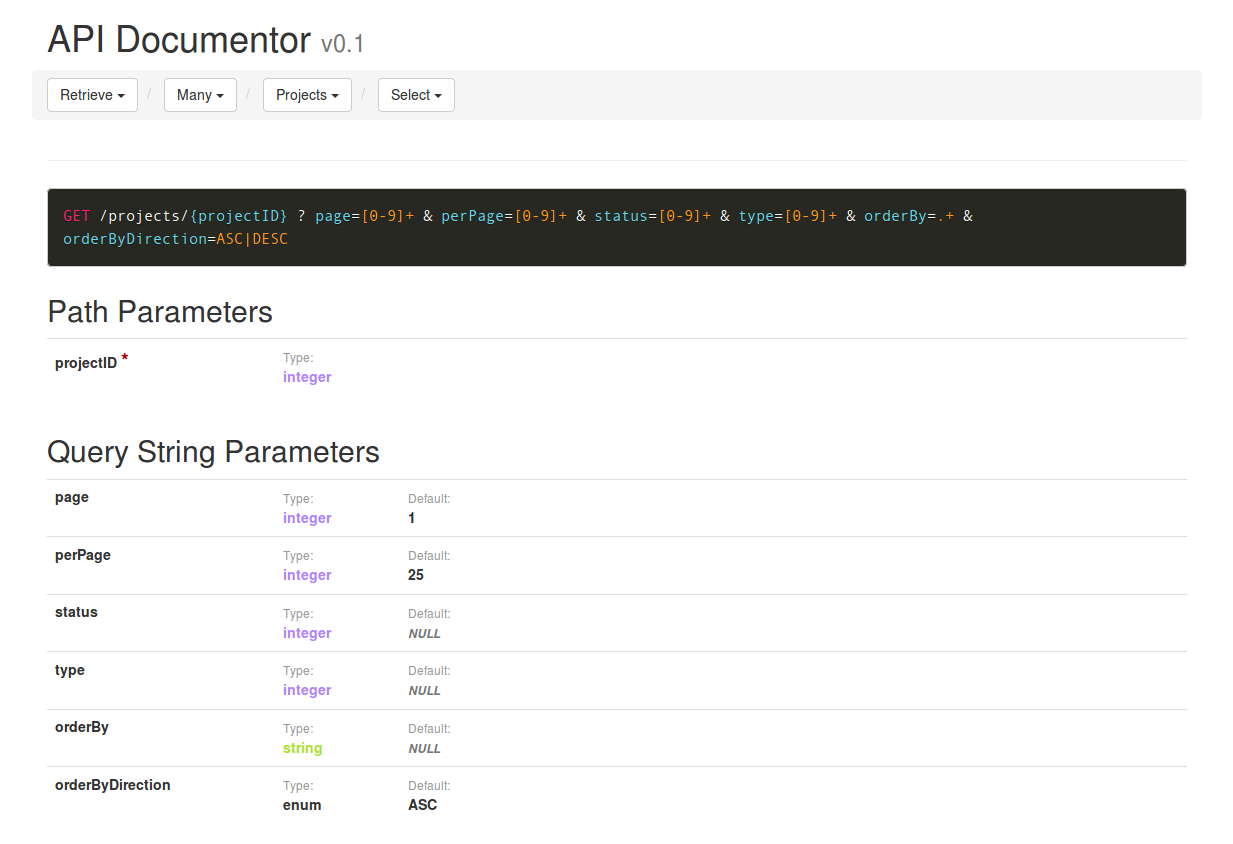 API Documentor v0.1
Retrieve / Many / Projects / Select
GET /projects/{projectID} ? page=[0-9]+ & perPage=[0-9]+ & status=[0-9]+ & type=[0-9]+ & orderBy=.+ &
orderByDirection=ASC|DESC
Path Parameters
projectID * Type:
integer
Query String Parameters
page Type: Default:
integer 1
perPage Type: Default:
integer 25
status Type: Default:
integer NULL
type Type: Default:
integer NULL
orderBy Type: Default:
string NULL
orderByDirection Type: Default:
enum ASC